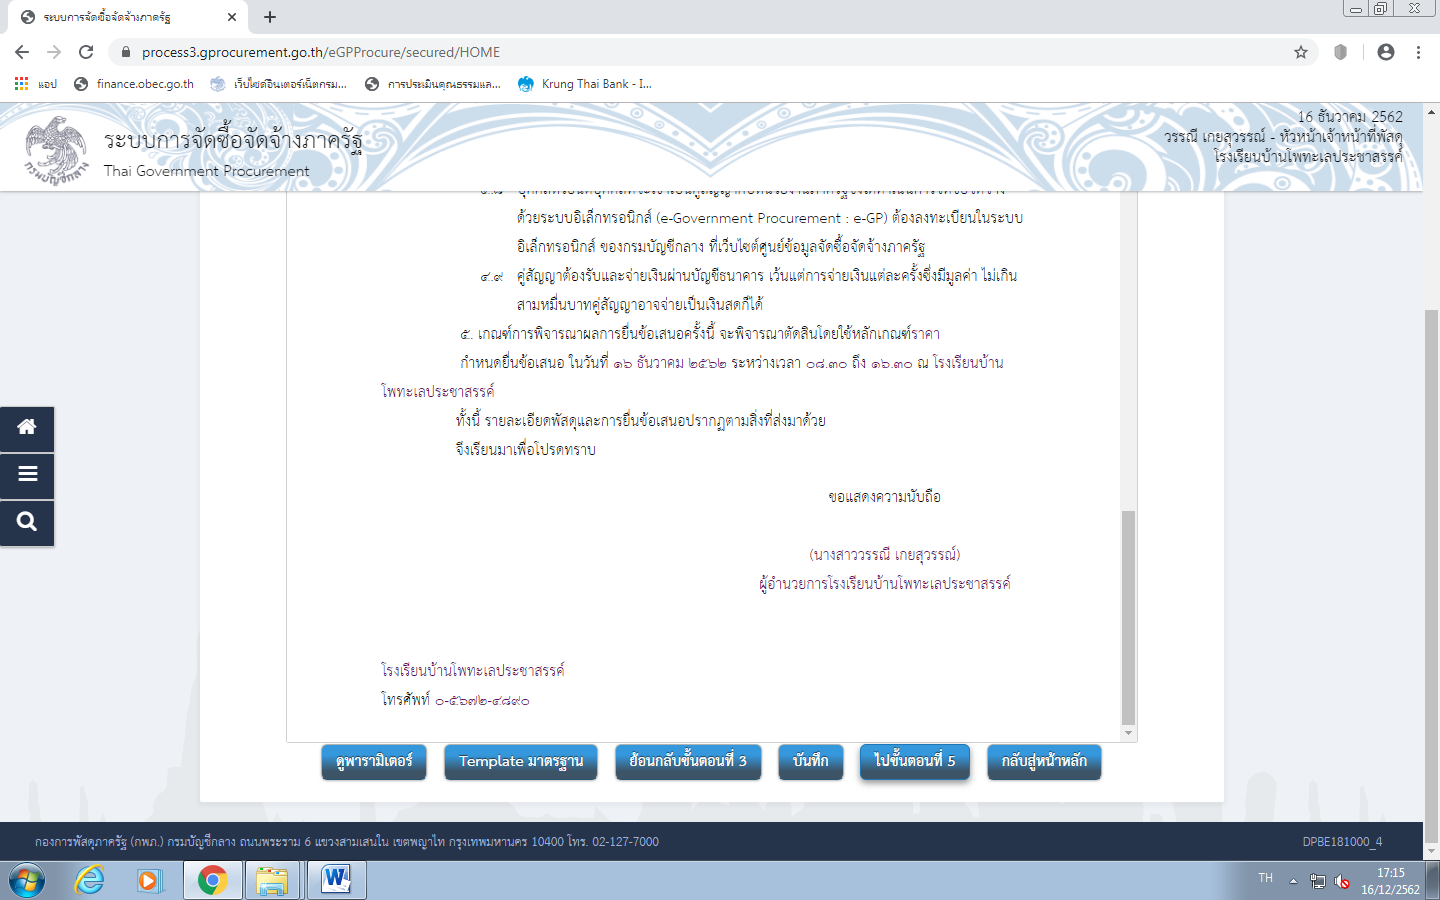 ระบบการจัดซื้อจัดจ้างภาครัฐ
process3.gprocurement.go.th/eGPProcure/secured/HOME
แอป finance.obec.go.th เว็บไซต์อินเตอร์เน็ตกรม... การประเมินคุณธรรมแล... Krung Thai Bank - I...
กรมบัญชีกลาง
ระบบการจัดซื้อจัดจ้างภาครัฐ
Thai Government Procurement
16 ธันวาคม 2562
วรรณี เกยสุวรรณ์ - หัวหน้าเจ้าหน้าที่พัสดุ
โรงเรียนบ้านโพทะเลประชาสรรค์
ด้วยระบบอิเล็กทรอนิกส์ (e-Government Procurement : e-GP) ต้องลงทะเบียนในระบบ
อิเล็กทรอนิกส์ ของกรมบัญชีกลาง ที่เว็บไซต์ศูนย์ข้อมูลจัดซื้อจัดจ้างภาครัฐ
๔.๙ คู่สัญญาต้องรับและจ่ายเงินผ่านบัญชีธนาคาร เว้นแต่การจ่ายเงินแต่ละครั้งซึ่งมีมูลค่า ไม่เกิน
สามหมื่นบาทคู่สัญญาอาจจ่ายเป็นเงินสดก็ได้
๕. เกณฑ์การพิจารณาผลการยื่นข้อเสนอครั้งนี้ จะพิจารณาตัดสินโดยใช้หลักเกณฑ์ราคา
กำหนดยื่นข้อเสนอ ในวันที่ ๑๖ ธันวาคม ๒๕๖๒ ระหว่างเวลา ๐๘.๓๐ ถึง ๑๖.๓๐ ณ โรงเรียนบ้าน
โพทะเลประชาสรรค์
ทั้งนี้ รายละเอียดพัสดุและการยื่นข้อเสนอปรากฏตามสิ่งที่ส่งมาด้วย
จึงเรียนมาเพื่อโปรดทราบ
ขอแสดงความนับถือ
(นางสาววรรณี เกยสุวรรณ์)
ผู้อำนวยการโรงเรียนบ้านโพทะเลประชาสรรค์
โรงเรียนบ้านโพทะเลประชาสรรค์
โทรศัพท์ ๐-๕๖๗๒-๔๘๙๐
ดูพารามิเตอร์ Template มาตรฐาน ย้อนกลับขั้นตอนที่ 3 บันทึก ไปขั้นตอนที่ 5 กลับสู่หน้าหลัก
กองการพัสดุภาครัฐ (กพภ.) กรมบัญชีกลาง ถนนพระราม 6 แขวงสามเสนใน เขตพญาไท กรุงเทพมหานคร 10400 โทร. 02-127-7000 DPBE181000_4
TH 17:15
16/12/2562